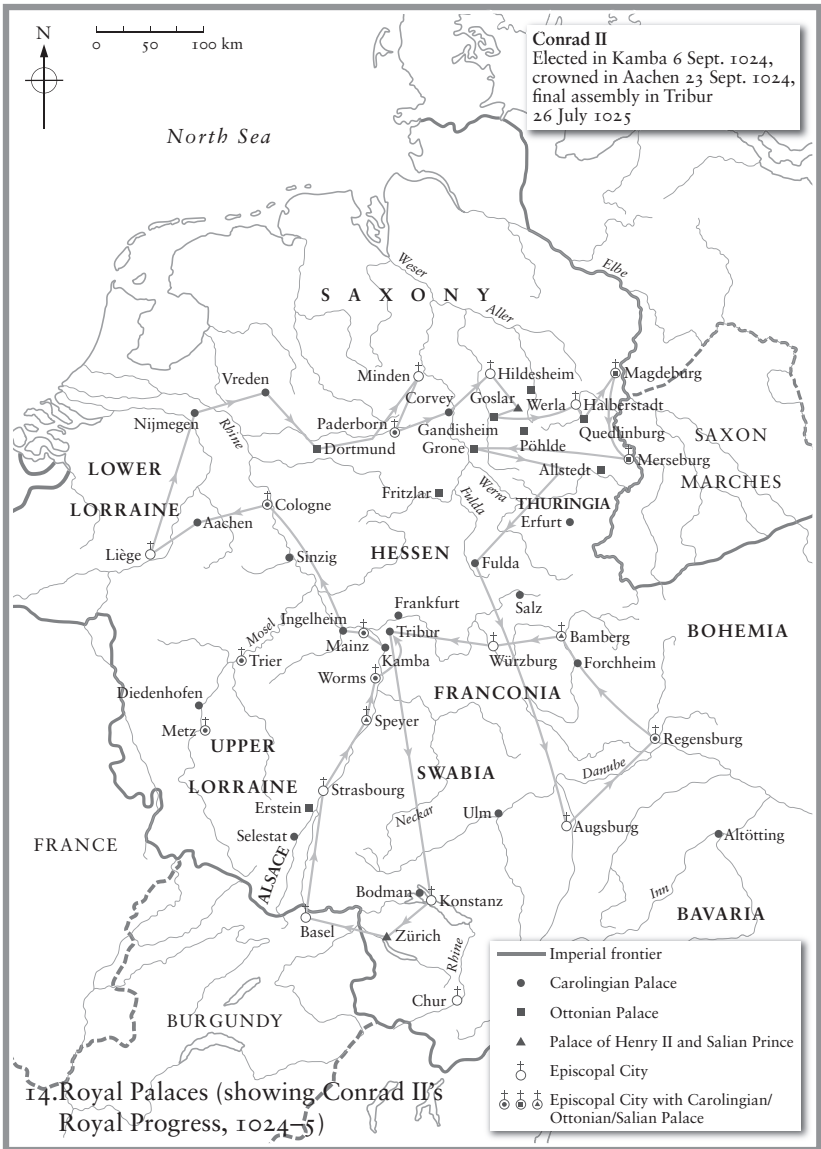 N
0 50 100 km
Conrad II
Elected in Kamba 6 Sept. 1024,
crowned in Aachen 23 Sept. 1024,
final assembly in Tribur
26 July 1025
North Sea
Weser
Elbe
S A X O N Y
Aller
Vreden
Minden
Hildesheim
Magdeburg
Corvey
Goslar
Werla
Halberstadt
Nijmegen
Rhine
Paderborn
Gandisheim
Quedlinburg
SAXON
Dortmund
Grone
Pöhlde
Merseburg
LOWER
Allstedt
MARCHES
Fritzlar
Werra
Fulda
THURINGIA
LORRAINE
Cologne
Aachen
Erfurt
Liège
Sinzig
HESSEN
Fulda
Salz
Frankfurt
Ingelheim
Tribur
Bamberg
BOHEMIA
Mosel
Mainz
Trier
Kamba
Würzburg
Forchheim
Worms
Diedenhofen
FRANCONIA
Metz
Speyer
Regensburg
UPPER
SWABIA
Danube
LORRAINE
Strasbourg
Erstein
Neckar
Ulm
Augsburg
Altötting
FRANCE
Selestat
ALSACE
Bodman
Konstanz
Inn
BAVARIA
Basel
Zürich
Rhine
Chur
BURGUNDY
Imperial frontier
Carolingian Palace
Ottonian Palace
Palace of Henry II and Salian Prince
Episcopal City
Episcopal City with Carolingian/
Ottonian/Salian Palace
14.Royal Palaces (showing Conrad II's
Royal Progress, 1024–5)